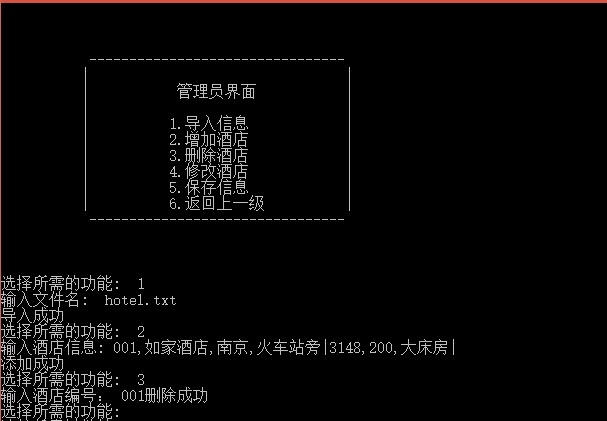 管理员界面
1.导入信息
2.增加酒店
3.删除酒店
4.修改酒店
5.保存信息
6.返回上一级
选择所需的功能: 1
输入文件名: hotel.txt
导入成功
选择所需的功能: 2
输入酒店信息: 001,如家酒店,南京,火车站旁|3148,200,大床房|
添加成功
选择所需的功能: 3
输入酒店编号: 001删除成功
选择所需的功能: